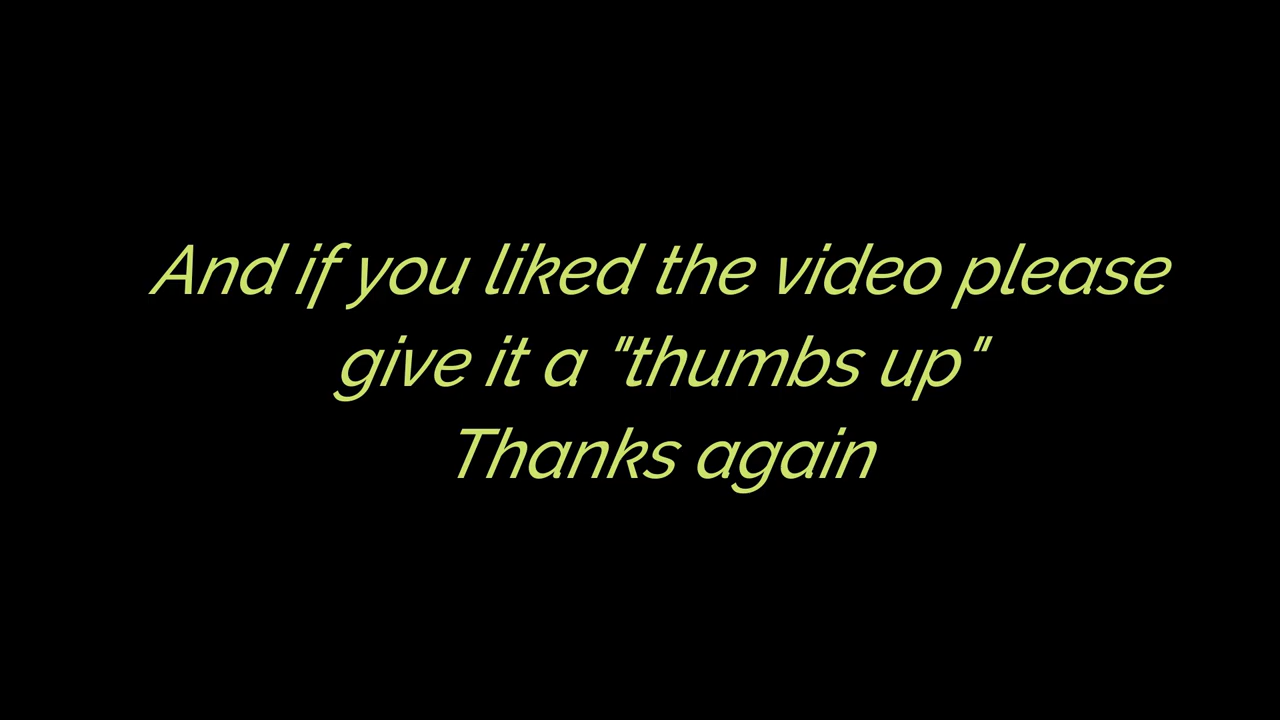 And if you liked the video please
give it a "thumbs up"
Thanks again